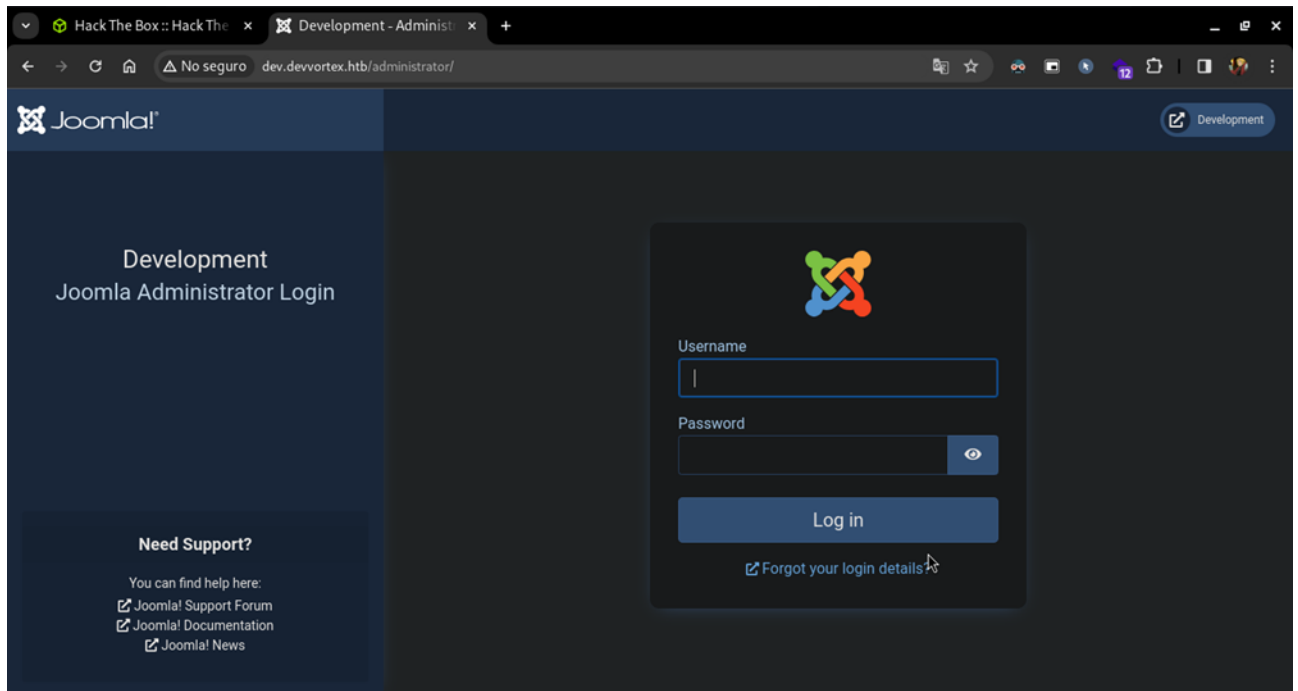 Hack The Box :: Hack The
Development - Administ
No seguro dev.devvortex.htb/administrator/
12
Joomla!®
Development
Development
Joomla Administrator Login
Username
Password
Log in
Forgot your login details?
Need Support?
You can find help here:
Joomla! Support Forum
Joomla! Documentation
Joomla! News